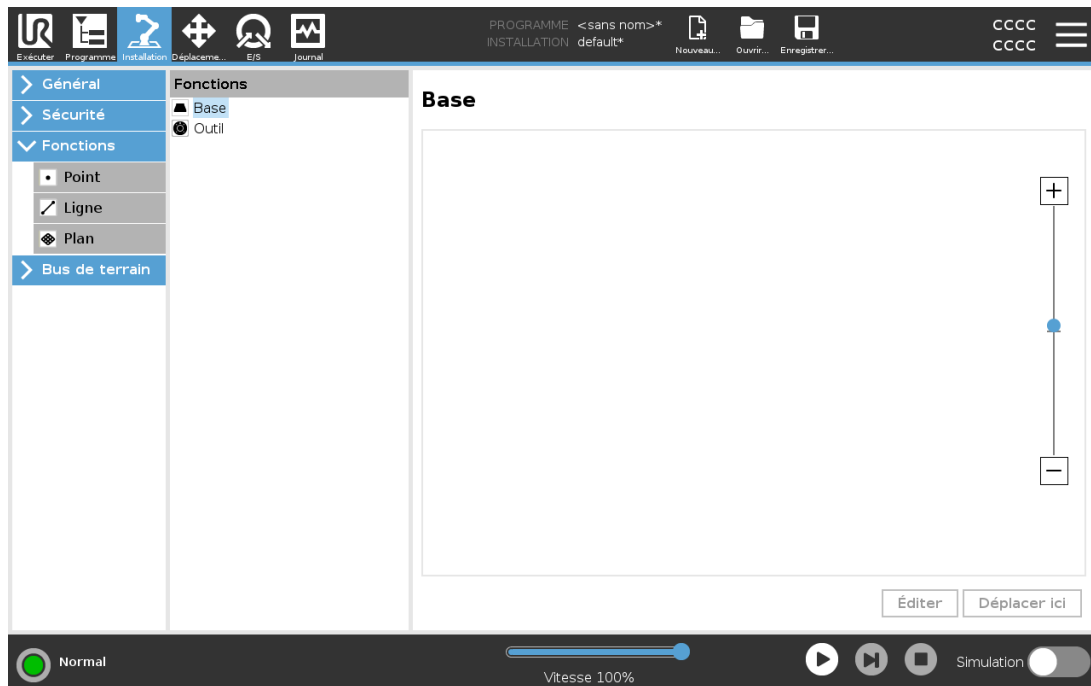 PROGRAMME <sans nom>*
INSTALLATION default*
Exécuter
Programme
Installation
Déplaceme...
E/S
Journal
Nouveau...
Ouvrir...
Enregistrer...
CCCC
CCCC
Général
Sécurité
Fonctions
Point
Ligne
Plan
Bus de terrain
Fonctions
Base
Outil
Base
Éditer
Déplacer ici
Normal
Vitesse 100%
Simulation